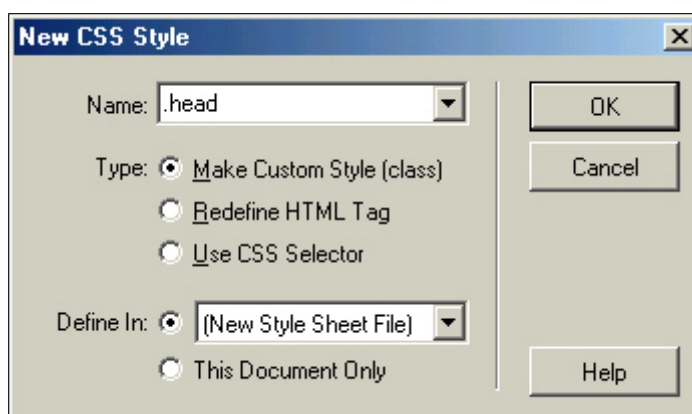 New CSS Style
Name: .head
OK
Type: Make Custom Style (class)
Cancel
Redefine HTML Tag
Use CSS Selector
Define In: (New Style Sheet File)
This Document Only
Help